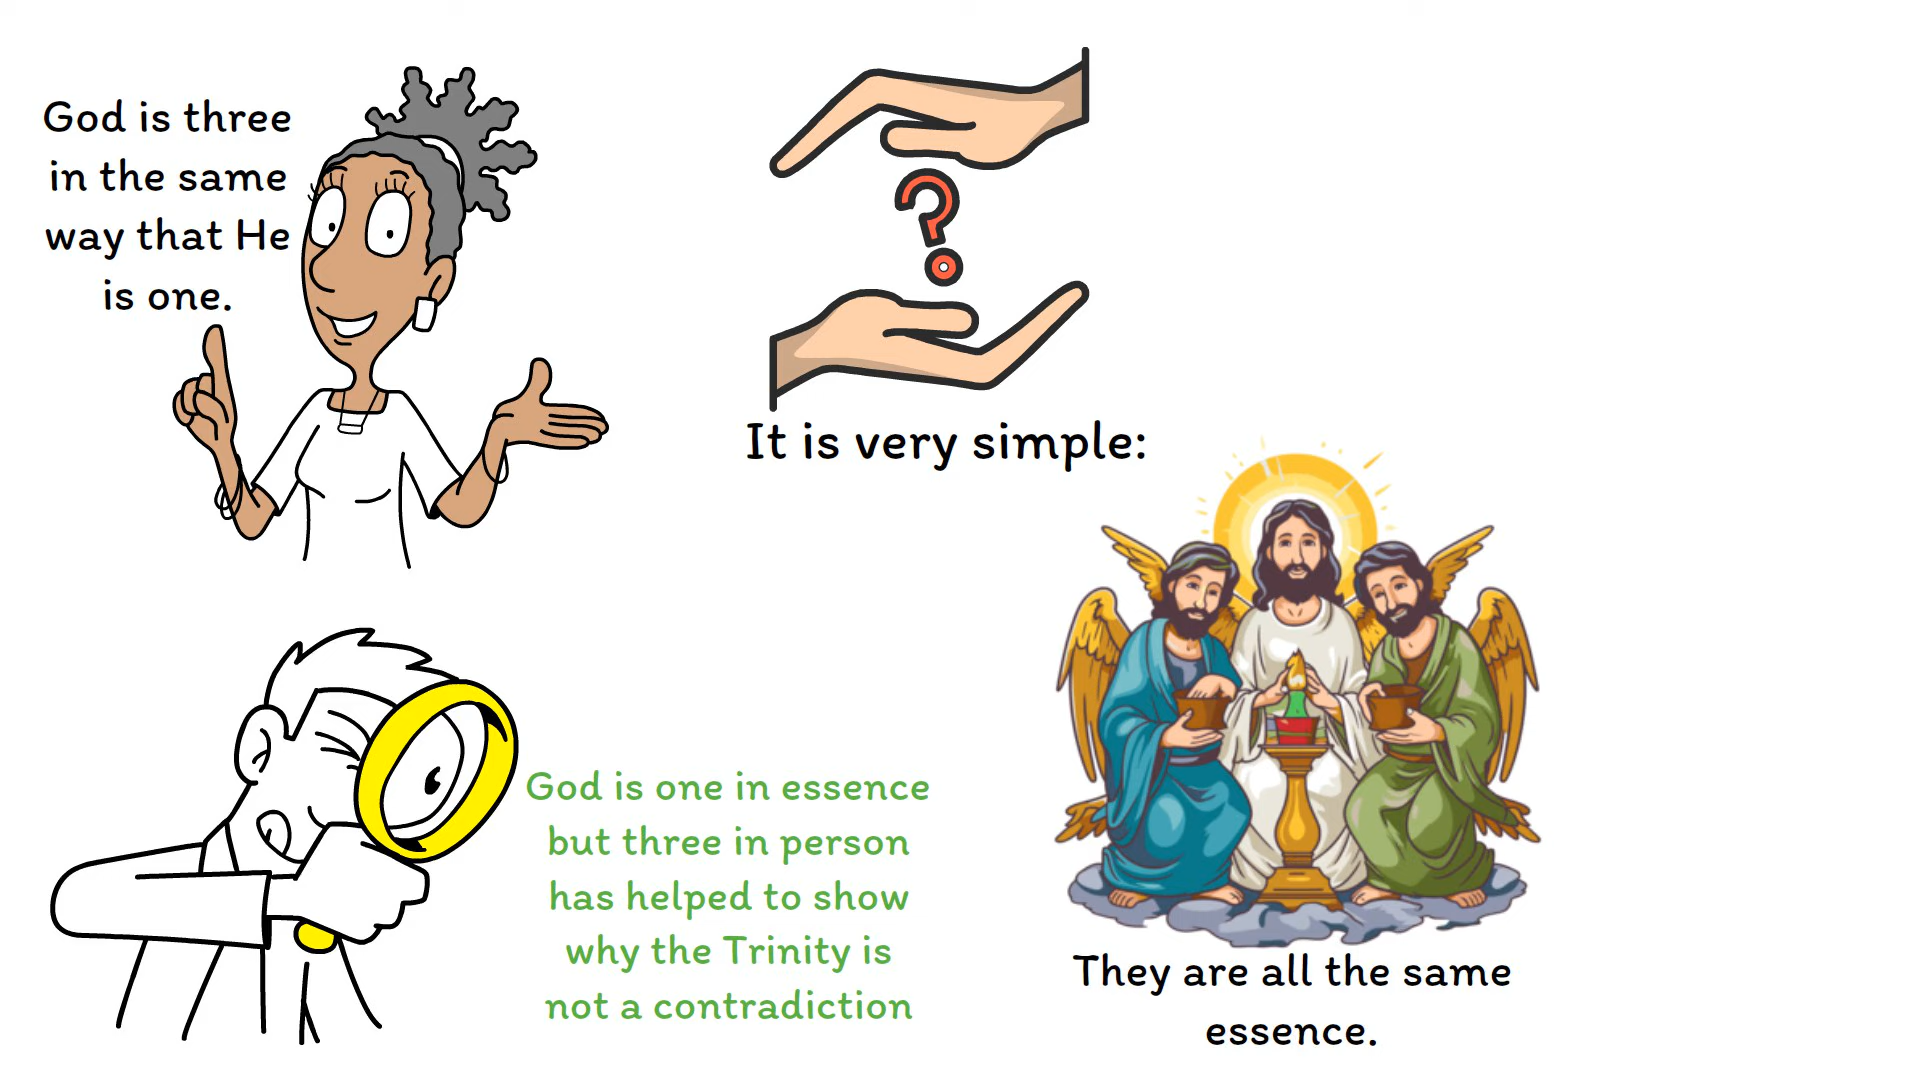 God is three
in the same
way that He
is one.
It is very simple:
God is one in essence
but three in person
has helped to show
why the Trinity is
not a contradiction
They are all the same
essence.